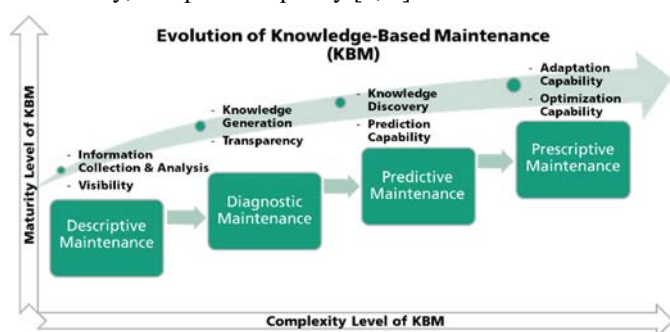 Evolution of Knowledge-Based Maintenance
(KBM)
- Adaptation
Capability
- Optimization
Capability
- Knowledge
Discovery
- Prediction
Capability
- Knowledge
Generation
- Transparency
- Information
Collection & Analysis
- Visibility
Descriptive
Maintenance
Diagnostic
Maintenance
Predictive
Maintenance
Prescriptive
Maintenance
Maturity Level of KBM
Complexity Level of KBM